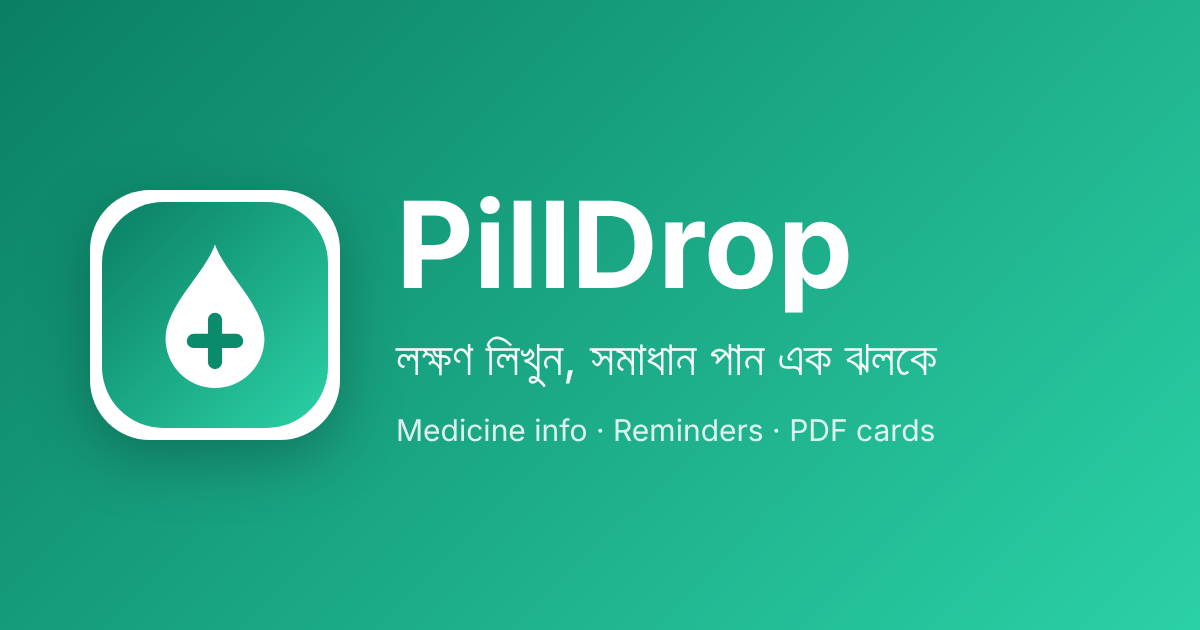 PillDrop
লক্ষণ লিখুন, সমাধান পান এক ঝলকে
Medicine info · Reminders · PDF cards